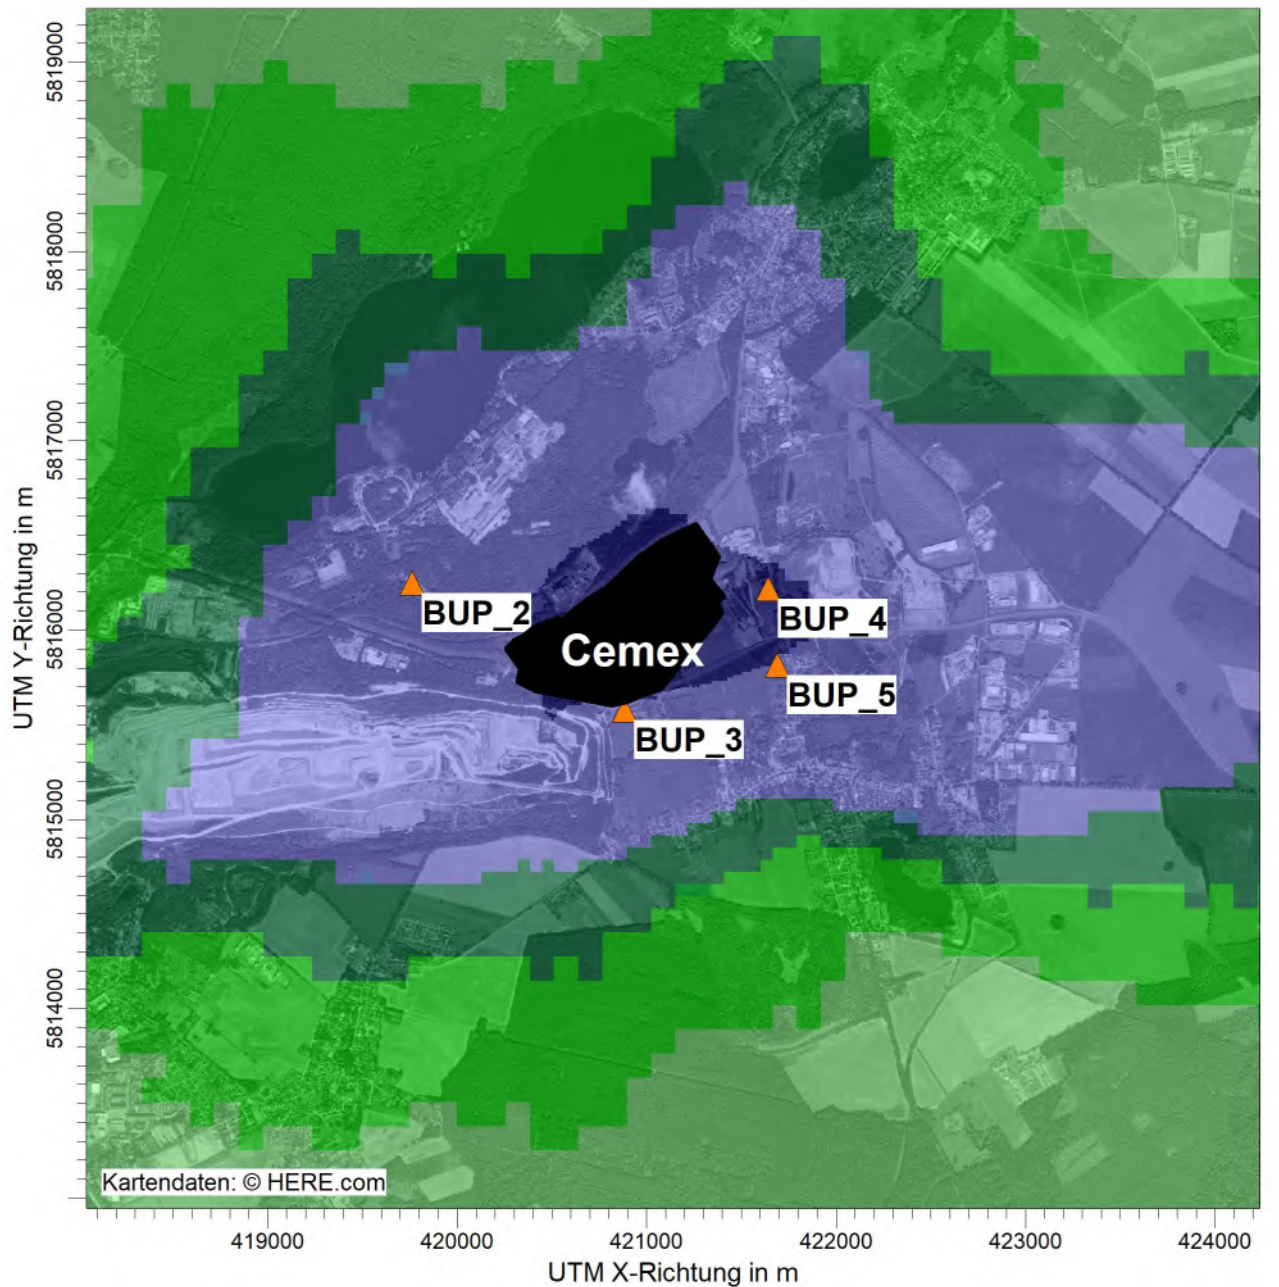 5819000
5818000
5817000
5816000
5815000
5814000
UTM Y-Richtung in m
BUP_2
BUP_4
Cemex
BUP_5
BUP_3
Kartendaten: © HERE.com
419000
420000
421000
422000
423000
424000
UTM X-Richtung in m